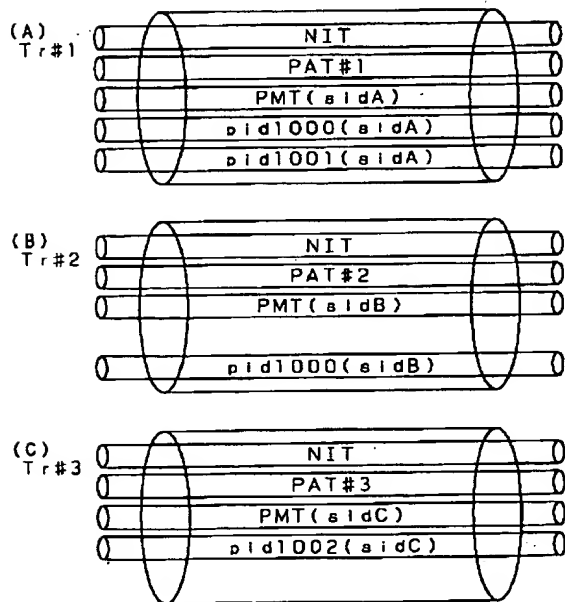 (A)
Tr#1
NIT
PAT#1
PMT(sidA)
pid1000(sidA)
pid1001(sidA)
(B)
Tr#2
NIT
PAT#2
PMT(sidB)
pid1000(sidB)
(C)
Tr#3
NIT
PAT#3
PMT(sidC)
pid1002(sidC)